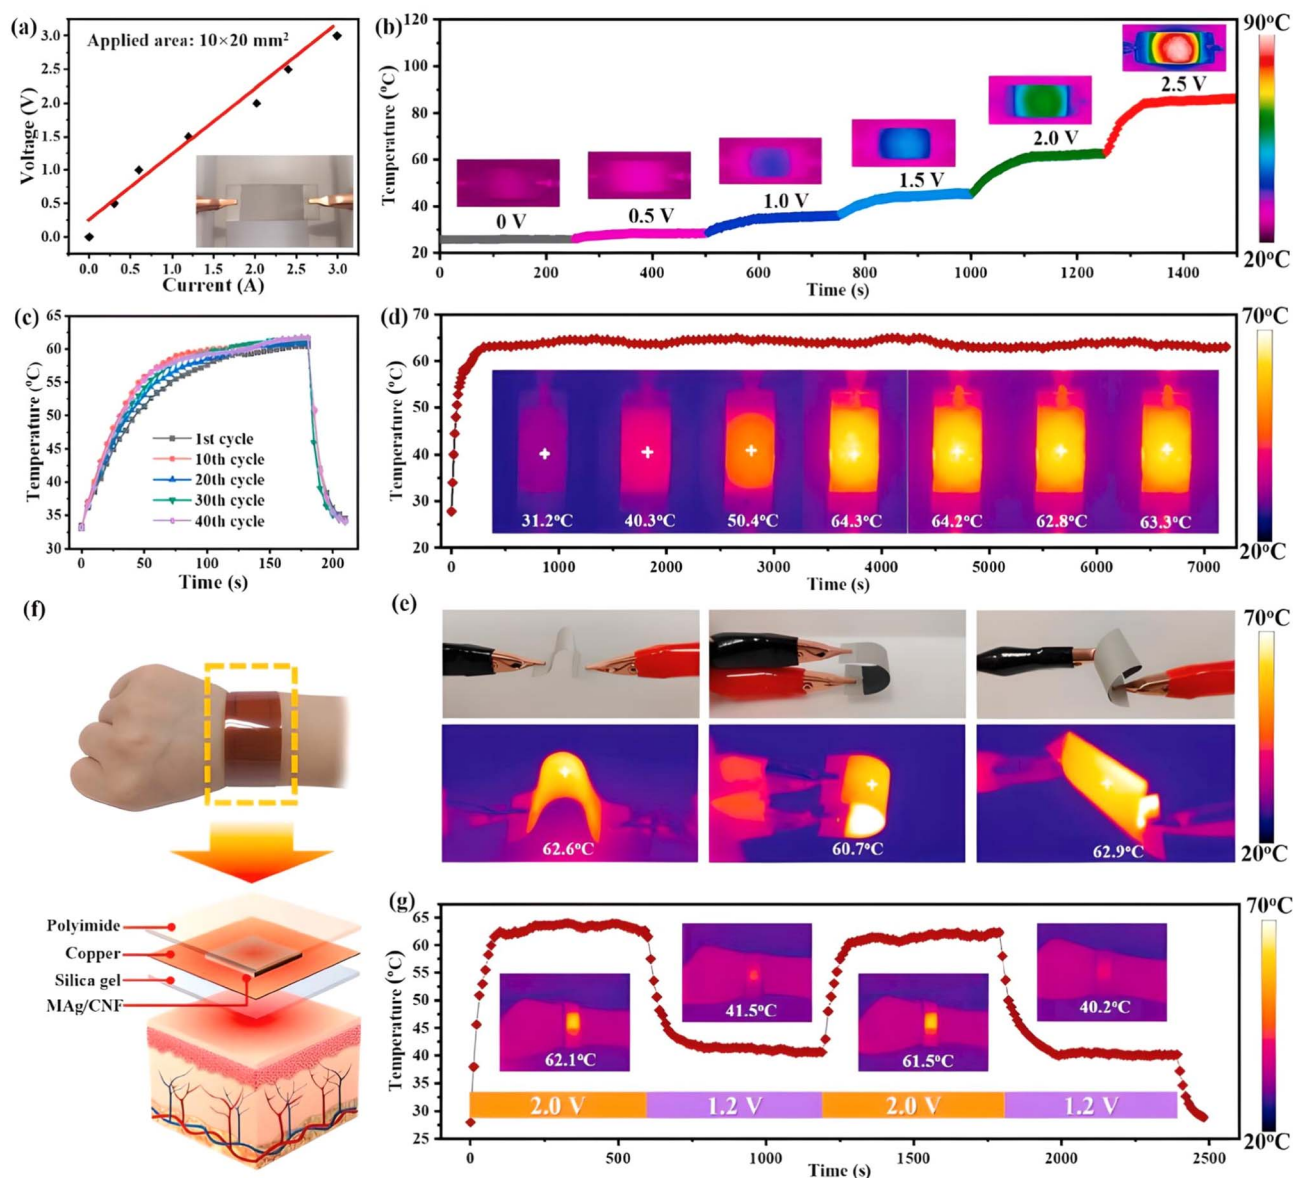 (a)
Applied area: 10×20 mm²
Voltage (V)
3.0
2.5
2.0
1.5
1.0
0.5
0.0
0.0 0.5 1.0 1.5 2.0 2.5 3.0
Current (A)
(b)
Temperature (°C)
120
100
80
60
40
20
0 V
0.5 V
1.0 V
1.5 V
2.0 V
2.5 V
0 200 400 600 800 1000 1200 1400
Time (s)
90°C
20°C
(c)
Temperature (°C)
65
60
55
50
45
40
35
30
1st cycle
10th cycle
20th cycle
30th cycle
40th cycle
0 50 100 150 200
Time (s)
(d)
Temperature (°C)
70
60
50
40
30
20
31.2°C 40.3°C 50.4°C 64.3°C 64.2°C 62.8°C 63.3°C
0 1000 2000 3000 4000 5000 6000 7000
Time (s)
70°C
20°C
(f)
Polyimide
Copper
Silica gel
MAg/CNF
(e)
62.6°C
60.7°C
62.9°C
70°C
20°C
(g)
Temperature (°C)
65
60
55
50
45
40
35
30
25
62.1°C
41.5°C
61.5°C
40.2°C
2.0 V 1.2 V 2.0 V 1.2 V
0 500 1000 1500 2000 2500
Time (s)
70°C
20°C